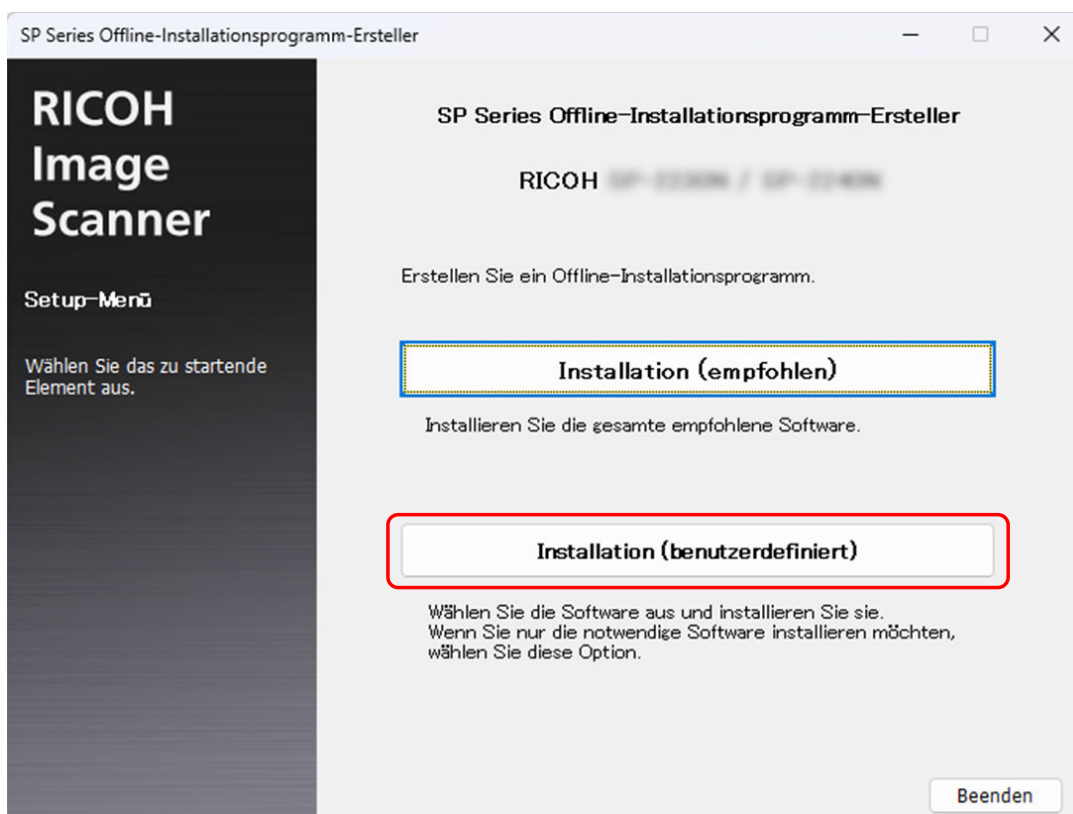 SP Series Offline-Installationsprogramm-Ersteller
RICOH
Image
Scanner
Setup-Menü
Wählen Sie das zu startende
Element aus.
SP Series Offline-Installationsprogramm-Ersteller
RICOH
Erstellen Sie ein Offline-Installationsprogramm.
Installation (empfohlen)
Installieren Sie die gesamte empfohlene Software.
Installation (benutzerdefiniert)
Wählen Sie die Software aus und installieren Sie sie.
Wenn Sie nur die notwendige Software installieren möchten,
wählen Sie diese Option.
Beenden